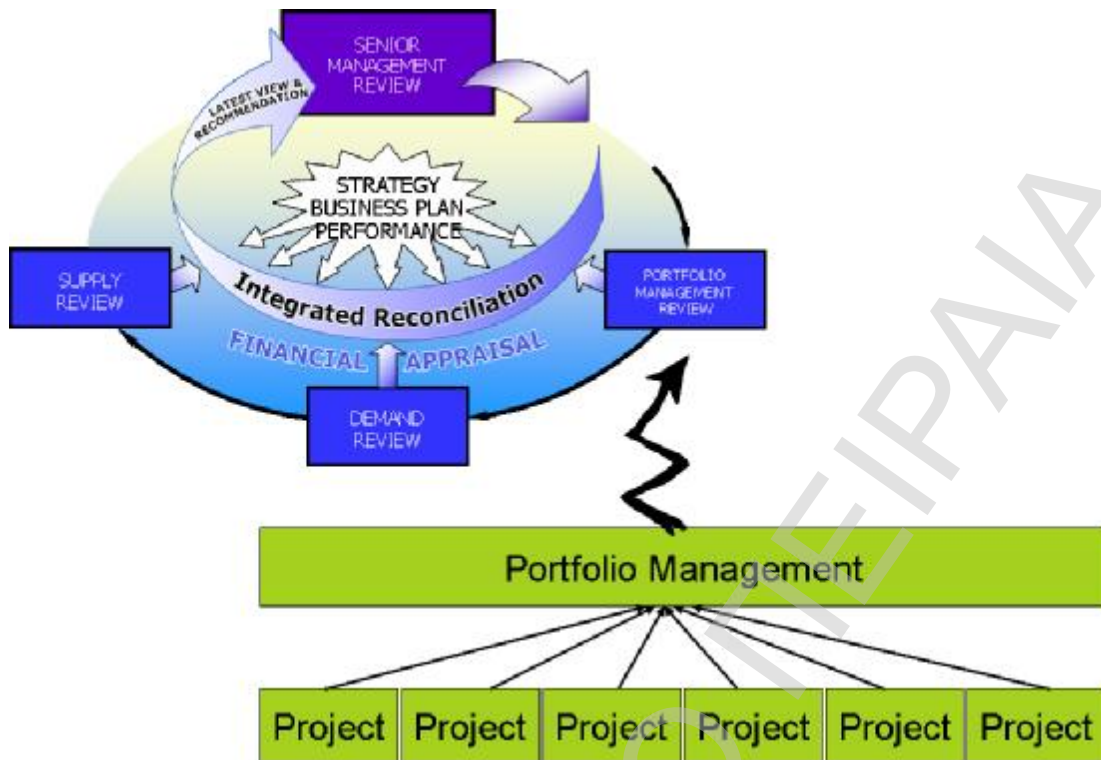 SENIOR
MANAGEMENT
REVIEW
LATEST VIEW &
RECOMMENDATION
STRATEGY
BUSINESS PLAN
PERFORMANCE
SUPPLY
REVIEW
PORTFOLIO
MANAGEMENT
REVIEW
Integrated Reconciliation
FINANCIAL APPRAISAL
DEMAND
REVIEW
Portfolio Management
Project Project Project Project Project Project
ΠΕΙΡΑΙΑ